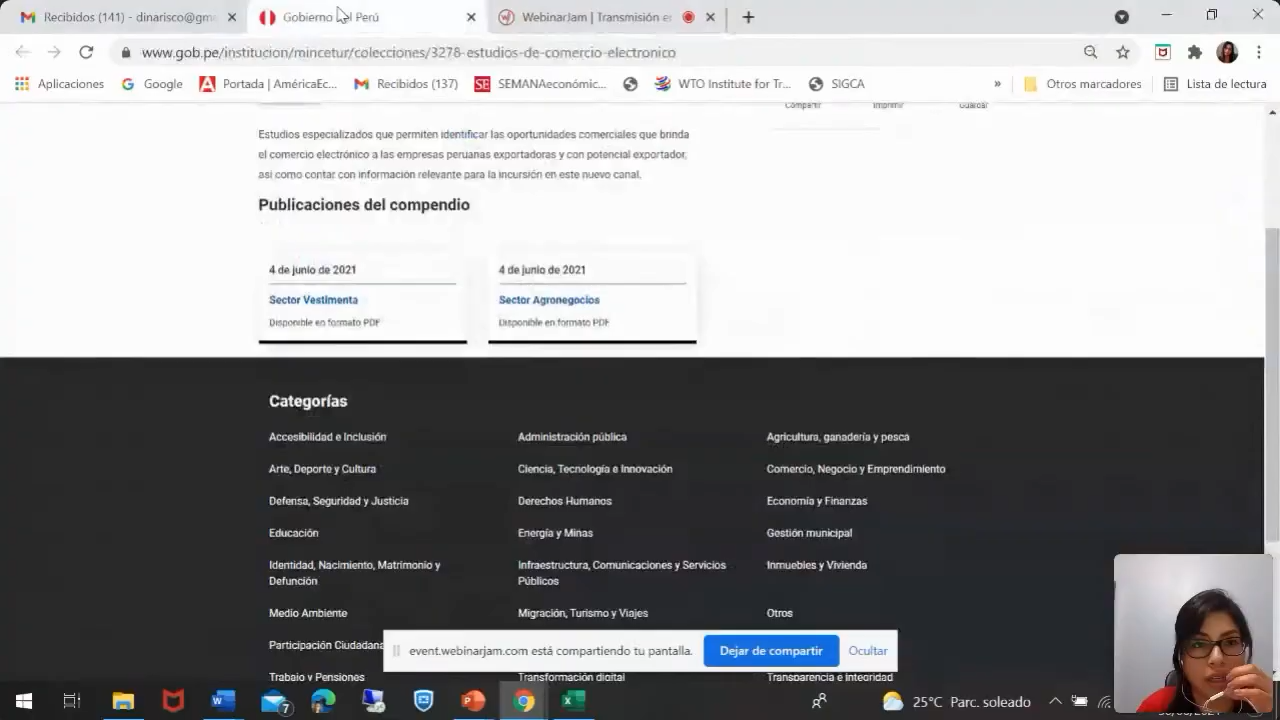 Recibidos (141) - dinarisco@gm
Gobierno del Perú
WebinarJam | Transmisión en
www.gob.pe/institucion/mincetur/colecciones/3278-estudios-de-comercio-electronico
Aplicaciones
Google
Portada | AméricaEc...
Recibidos (137)
SE SEMANAeconómic...
WTO Institute for Tr...
SIGCA
»
Otros marcadores
Lista de lectura
Compartir
Imprimir
Guardar
Estudios especializados que permiten identificar las oportunidades comerciales que brinda
el comercio electrónico a las empresas peruanas exportadoras y con potencial exportador,
así como contar con información relevante para la incursión en este nuevo canal.
Publicaciones del compendio
4 de junio de 2021
Sector Vestimenta
Disponible en formato PDF
4 de junio de 2021
Sector Agronegocios
Disponible en formato PDF
Categorías
Accesibilidad e Inclusión
Administración pública
Agricultura, ganadería y pesca
Arte, Deporte y Cultura
Ciencia, Tecnología e Innovación
Comercio, Negocio y Emprendimiento
Defensa, Seguridad y Justicia
Derechos Humanos
Economía y Finanzas
Educación
Energía y Minas
Gestión municipal
Identidad, Nacimiento, Matrimonio y
Defunción
Infraestructura, Comunicaciones y Servicios
Públicos
Inmuebles y Vivienda
Medio Ambiente
Migración, Turismo y Viajes
Otros
Participación Ciudadana
event.webinarjam.com está compartiendo tu pantalla.
Dejar de compartir
Ocultar
Trabajo y Pensiones
Transformación digital
Transparencia e Integridad
7
25°C Parc. soleado